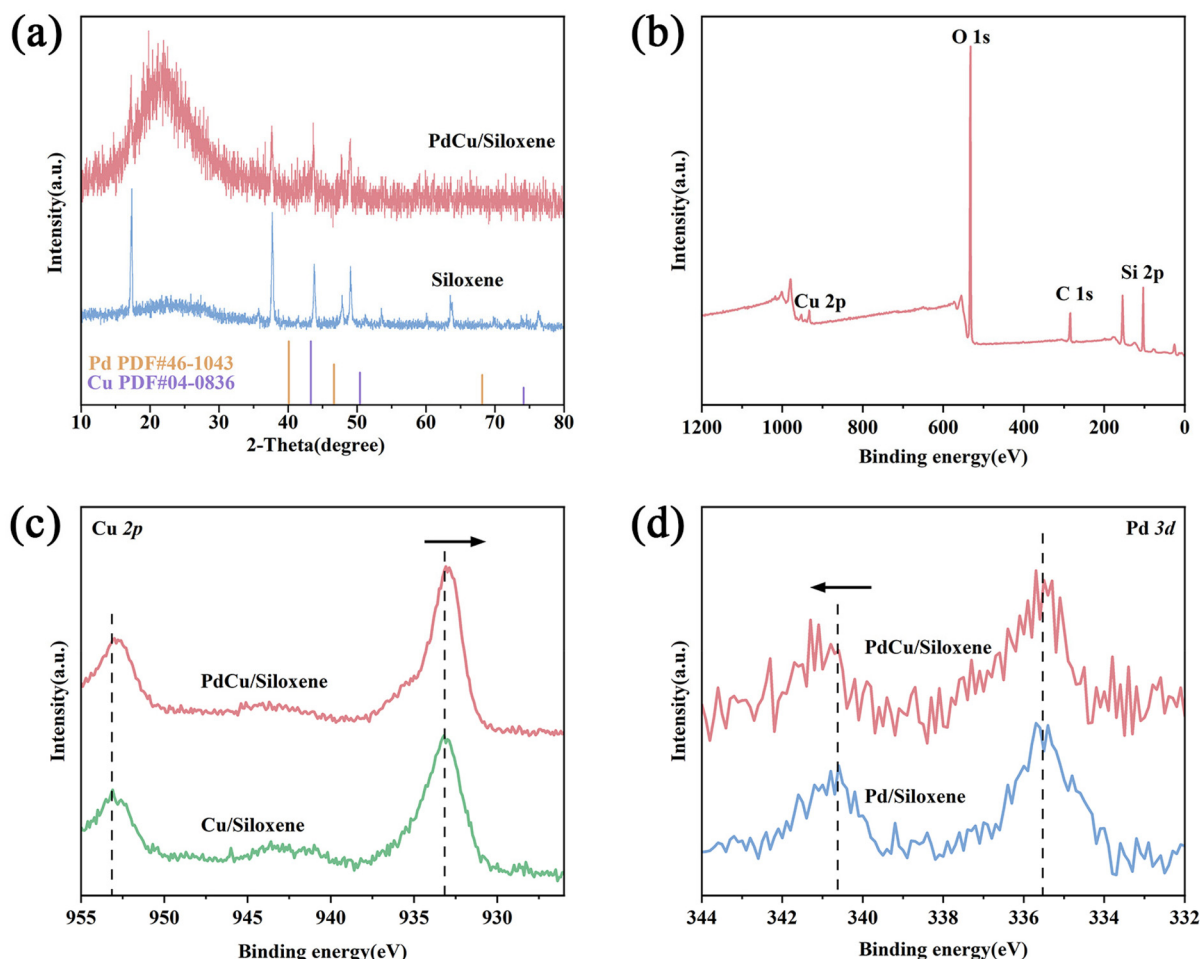 (a)
Intensity(a.u.)
PdCu/Siloxene
Siloxene
Pd PDF#46-1043
Cu PDF#04-0836
10 20 30 40 50 60 70 80
2-Theta(degree)
(b)
Intensity(a.u.)
O 1s
Cu 2p
C 1s
Si 2p
1200 1000 800 600 400 200 0
Binding energy(eV)
(c)
Cu 2p
Intensity(a.u.)
PdCu/Siloxene
Cu/Siloxene
955 950 945 940 935 930
Binding energy(eV)
(d)
Pd 3d
Intensity(a.u.)
PdCu/Siloxene
Pd/Siloxene
344 342 340 338 336 334 332
Binding energy(eV)